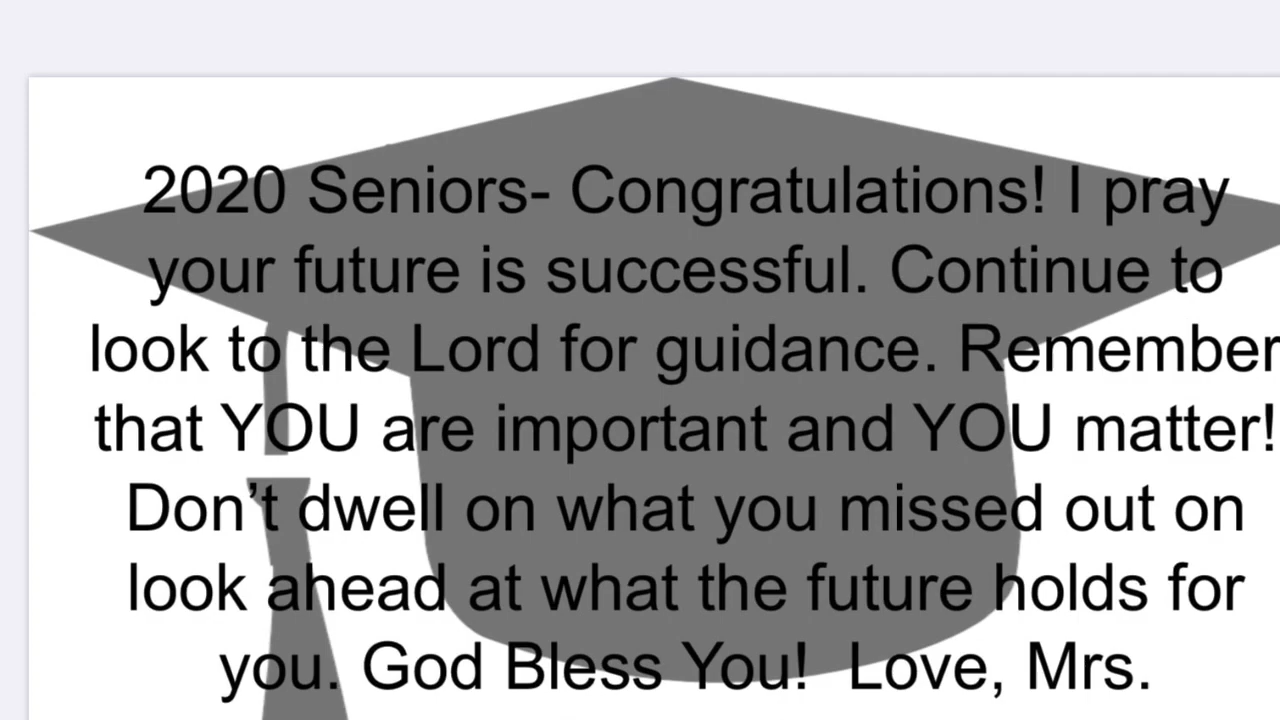 2020 Seniors- Congratulations! I pray
your future is successful. Continue to
look to the Lord for guidance. Remember
that YOU are important and YOU matter!
Don’t dwell on what you missed out on
look ahead at what the future holds for
you. God Bless You!  Love, Mrs.